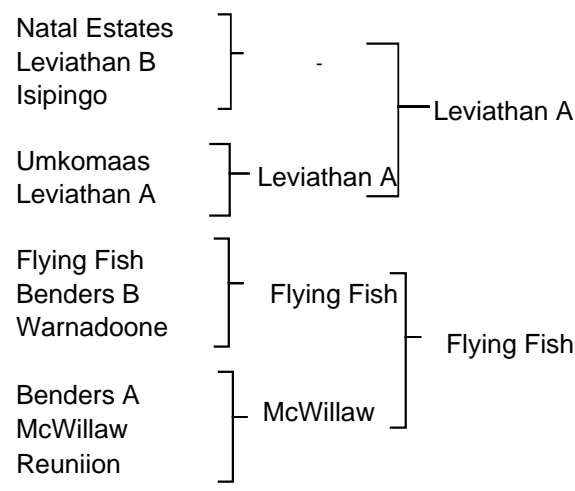 Natal Estates
Leviathan B
Isipingo
-
Leviathan A
Umkomaas
Leviathan A
Leviathan A
Flying Fish
Benders B
Warnadoone
Flying Fish
Flying Fish
Benders A
McWillaw
Reuniion
McWillaw